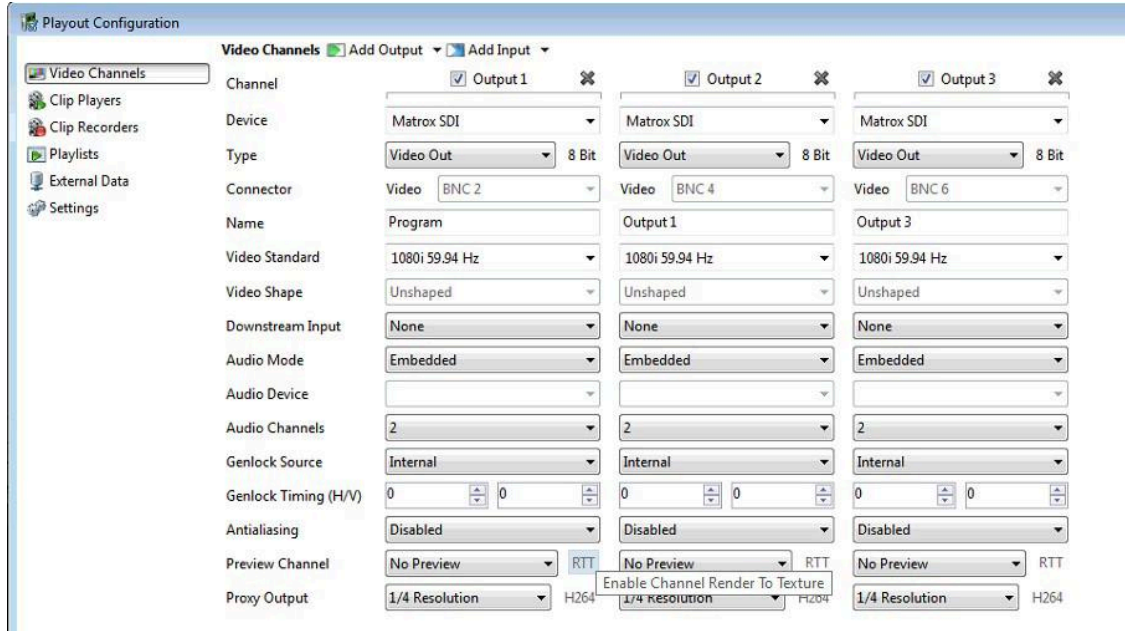 Playout Configuration
Video Channels Add Output Add Input
Video Channels
Clip Players
Clip Recorders
Playlists
External Data
Settings
Channel Output 1 Output 2 Output 3
Device Matrox SDI Matrox SDI Matrox SDI
Type Video Out 8 Bit Video Out 8 Bit Video Out 8 Bit
Connector Video BNC 2 Video BNC 4 Video BNC 6
Name Program Output 1 Output 3
Video Standard 1080i 59.94 Hz 1080i 59.94 Hz 1080i 59.94 Hz
Video Shape Unshaped Unshaped Unshaped
Downstream Input None None None
Audio Mode Embedded Embedded Embedded
Audio Device
Audio Channels 2 2 2
Genlock Source Internal Internal Internal
Genlock Timing (H/V) 0 0 0 0 0 0
Antialiasing Disabled Disabled Disabled
Preview Channel No Preview RTT No Preview RTT No Preview RTT
Enable Channel Render To Texture
Proxy Output 1/4 Resolution H264 1/4 Resolution H264 1/4 Resolution H264